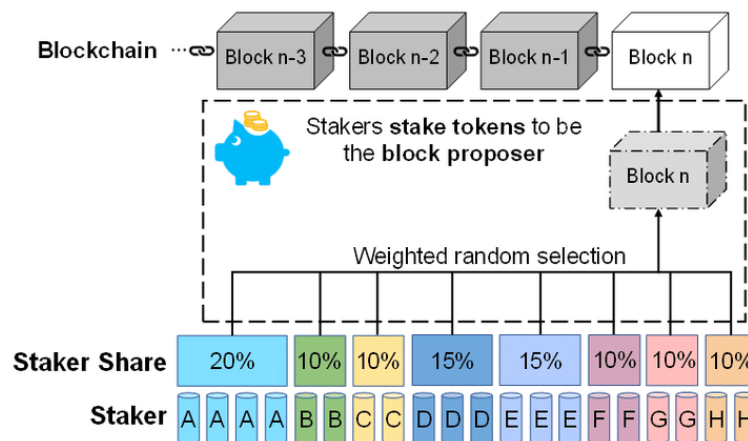 Blockchain ... Block n-3 Block n-2 Block n-1 Block n
Stakers stake tokens to be
the block proposer
Block n
Weighted random selection
Staker Share 20% 10% 10% 15% 15% 10% 10% 10%
Staker A A A A B B C C D D D E E E F F G G H H